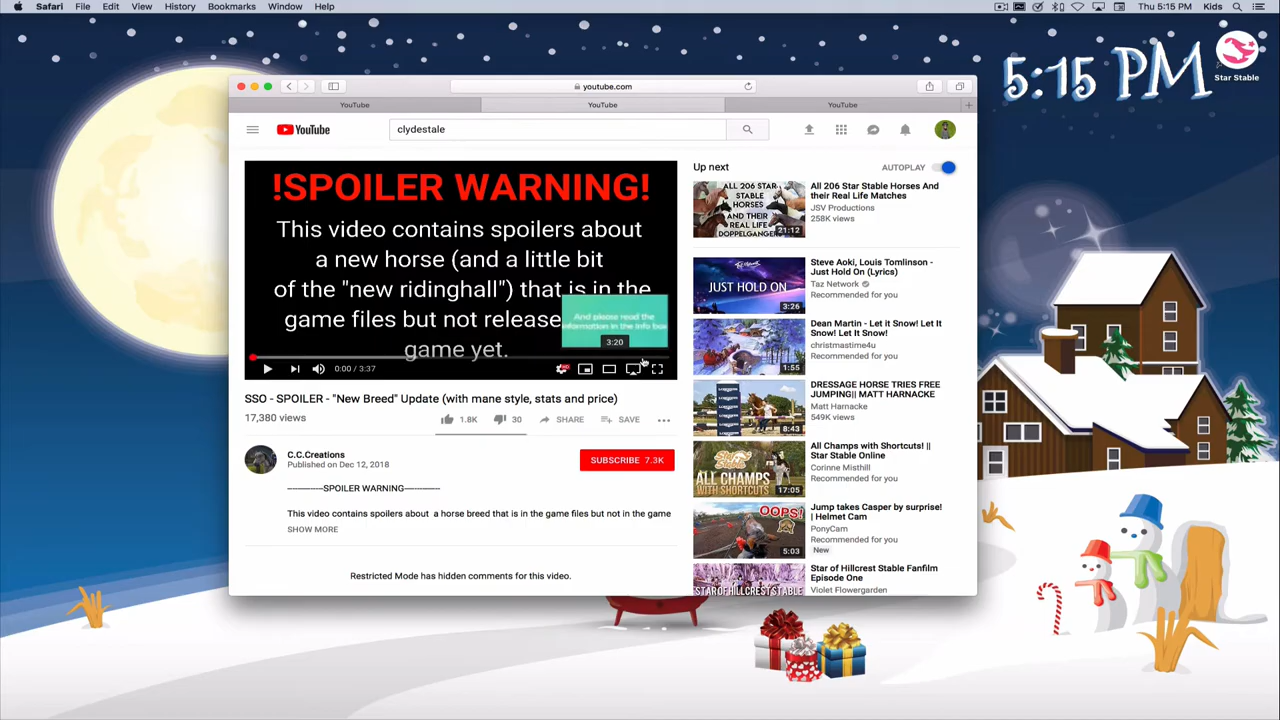 Safari File Edit View History Bookmarks Window Help
Thu 5:15 PM Kids
5:15 PM
Star Stable
youtube.com
YouTube YouTube YouTube
YouTube
clydestale
!SPOILER WARNING!
This video contains spoilers about
a new horse (and a little bit
of the "new ridinghall") that is in the
game files but not release
game yet.
And please read the
information in the info box
3:20
0:00 / 3:37
SSO - SPOILER - "New Breed" Update (with mane style, stats and price)
17,380 views
1.8K 30 SHARE SAVE
C.C.Creations
Published on Dec 12, 2018
SUBSCRIBE 7.3K
-------------SPOILER WARNING-------------
This video contains spoilers about a horse breed that is in the game files but not in the game
SHOW MORE
Restricted Mode has hidden comments for this video.
Up next
AUTOPLAY
ALL 206 STAR
STABLE
HORSES
AND THEIR
REAL LIFE
DOPPELGANGER
21:12
All 206 Star Stable Horses And
their Real Life Matches
JSV Productions
258K views
JUST HOLD ON
3:26
Steve Aoki, Louis Tomlinson -
Just Hold On (Lyrics)
Taz Network
Recommended for you
1:55
Dean Martin - Let it Snow! Let It
Snow! Let it Snow!
christmastime4u
Recommended for you
8:43
DRESSAGE HORSE TRIES FREE
JUMPING|| MATT HARNACKE
Matt Harnacke
549K views
ALL CHAMPS
WITH SHORTCUTS!
17:05
All Champs with Shortcuts! ||
Star Stable Online
Corinne Misthill
Recommended for you
OOPS!
5:03
Jump takes Casper by surprise!
| Helmet Cam
PonyCam
Recommended for you
New
STAR OF HILLCREST STABLE
Star of Hillcrest Stable Fanfilm
Episode One
Violet Flowergarden